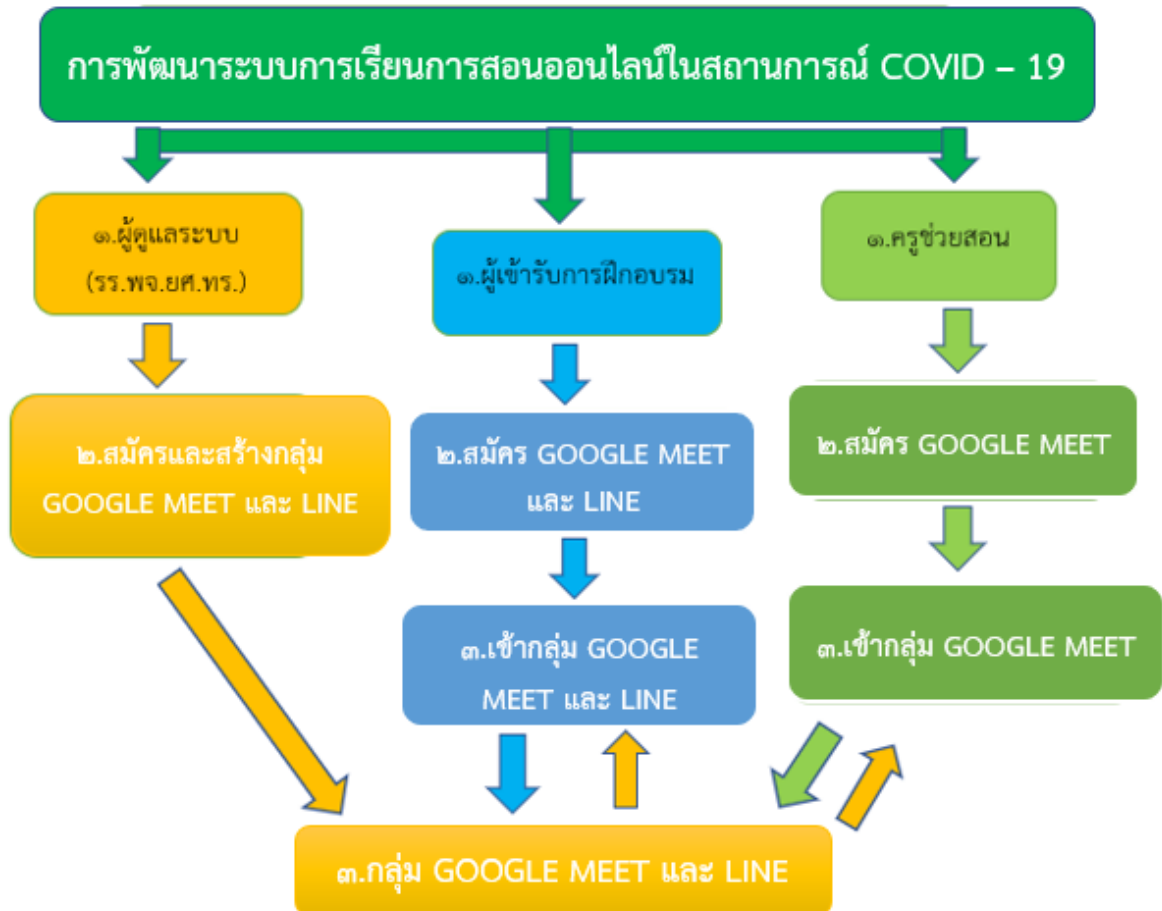 การพัฒนาระบบการเรียนการสอนออนไลน์ในสถานการณ์ COVID – 19
๑.ผู้ดูแลระบบ
(รร.พจ.ยศ.ทร.)
๑.ผู้เข้ารับการฝึกอบรม
๑.ครูช่วยสอน
๒.สมัครและสร้างกลุ่ม
GOOGLE MEET และ LINE
๒.สมัคร GOOGLE MEET
และ LINE
๒.สมัคร GOOGLE MEET
๓.เข้ากลุ่ม GOOGLE
MEET และ LINE
๓.เข้ากลุ่ม GOOGLE MEET
๓.กลุ่ม GOOGLE MEET และ LINE